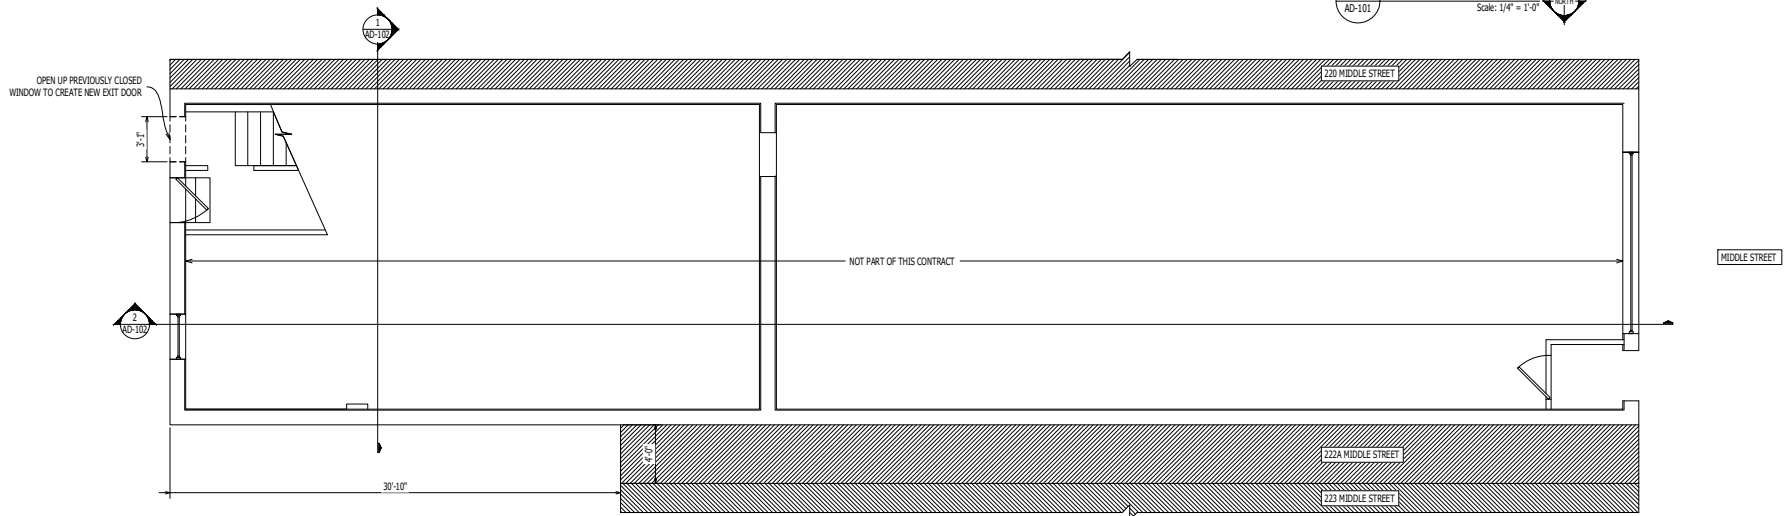 AD-101
Scale: 1/4" = 1'-0"
NORTH
1
AD-102
OPEN UP PREVIOUSLY CLOSED
WINDOW TO CREATE NEW EXIT DOOR
220 MIDDLE STREET
3'-1"
NOT PART OF THIS CONTRACT
MIDDLE STREET
2
AD-102
4'-0"
222A MIDDLE STREET
30'-10"
223 MIDDLE STREET